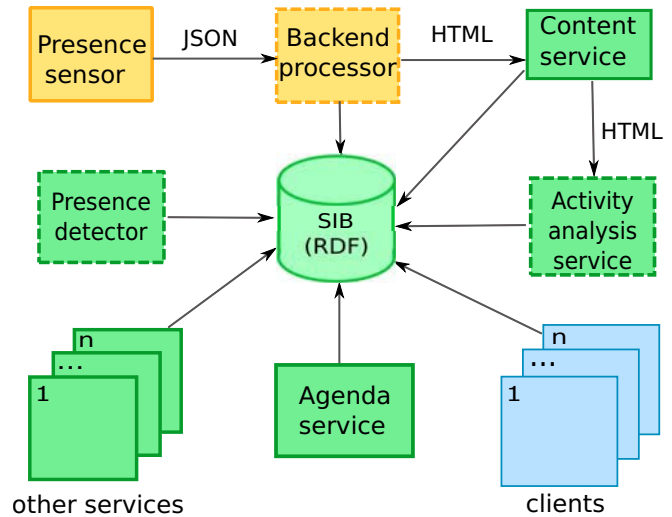 Presence
sensor
JSON
Backend
processor
HTML
Content
service
HTML
Presence
detector
SIB
(RDF)
Activity
analysis
service
n
...
1
other services
Agenda
service
n
...
1
clients